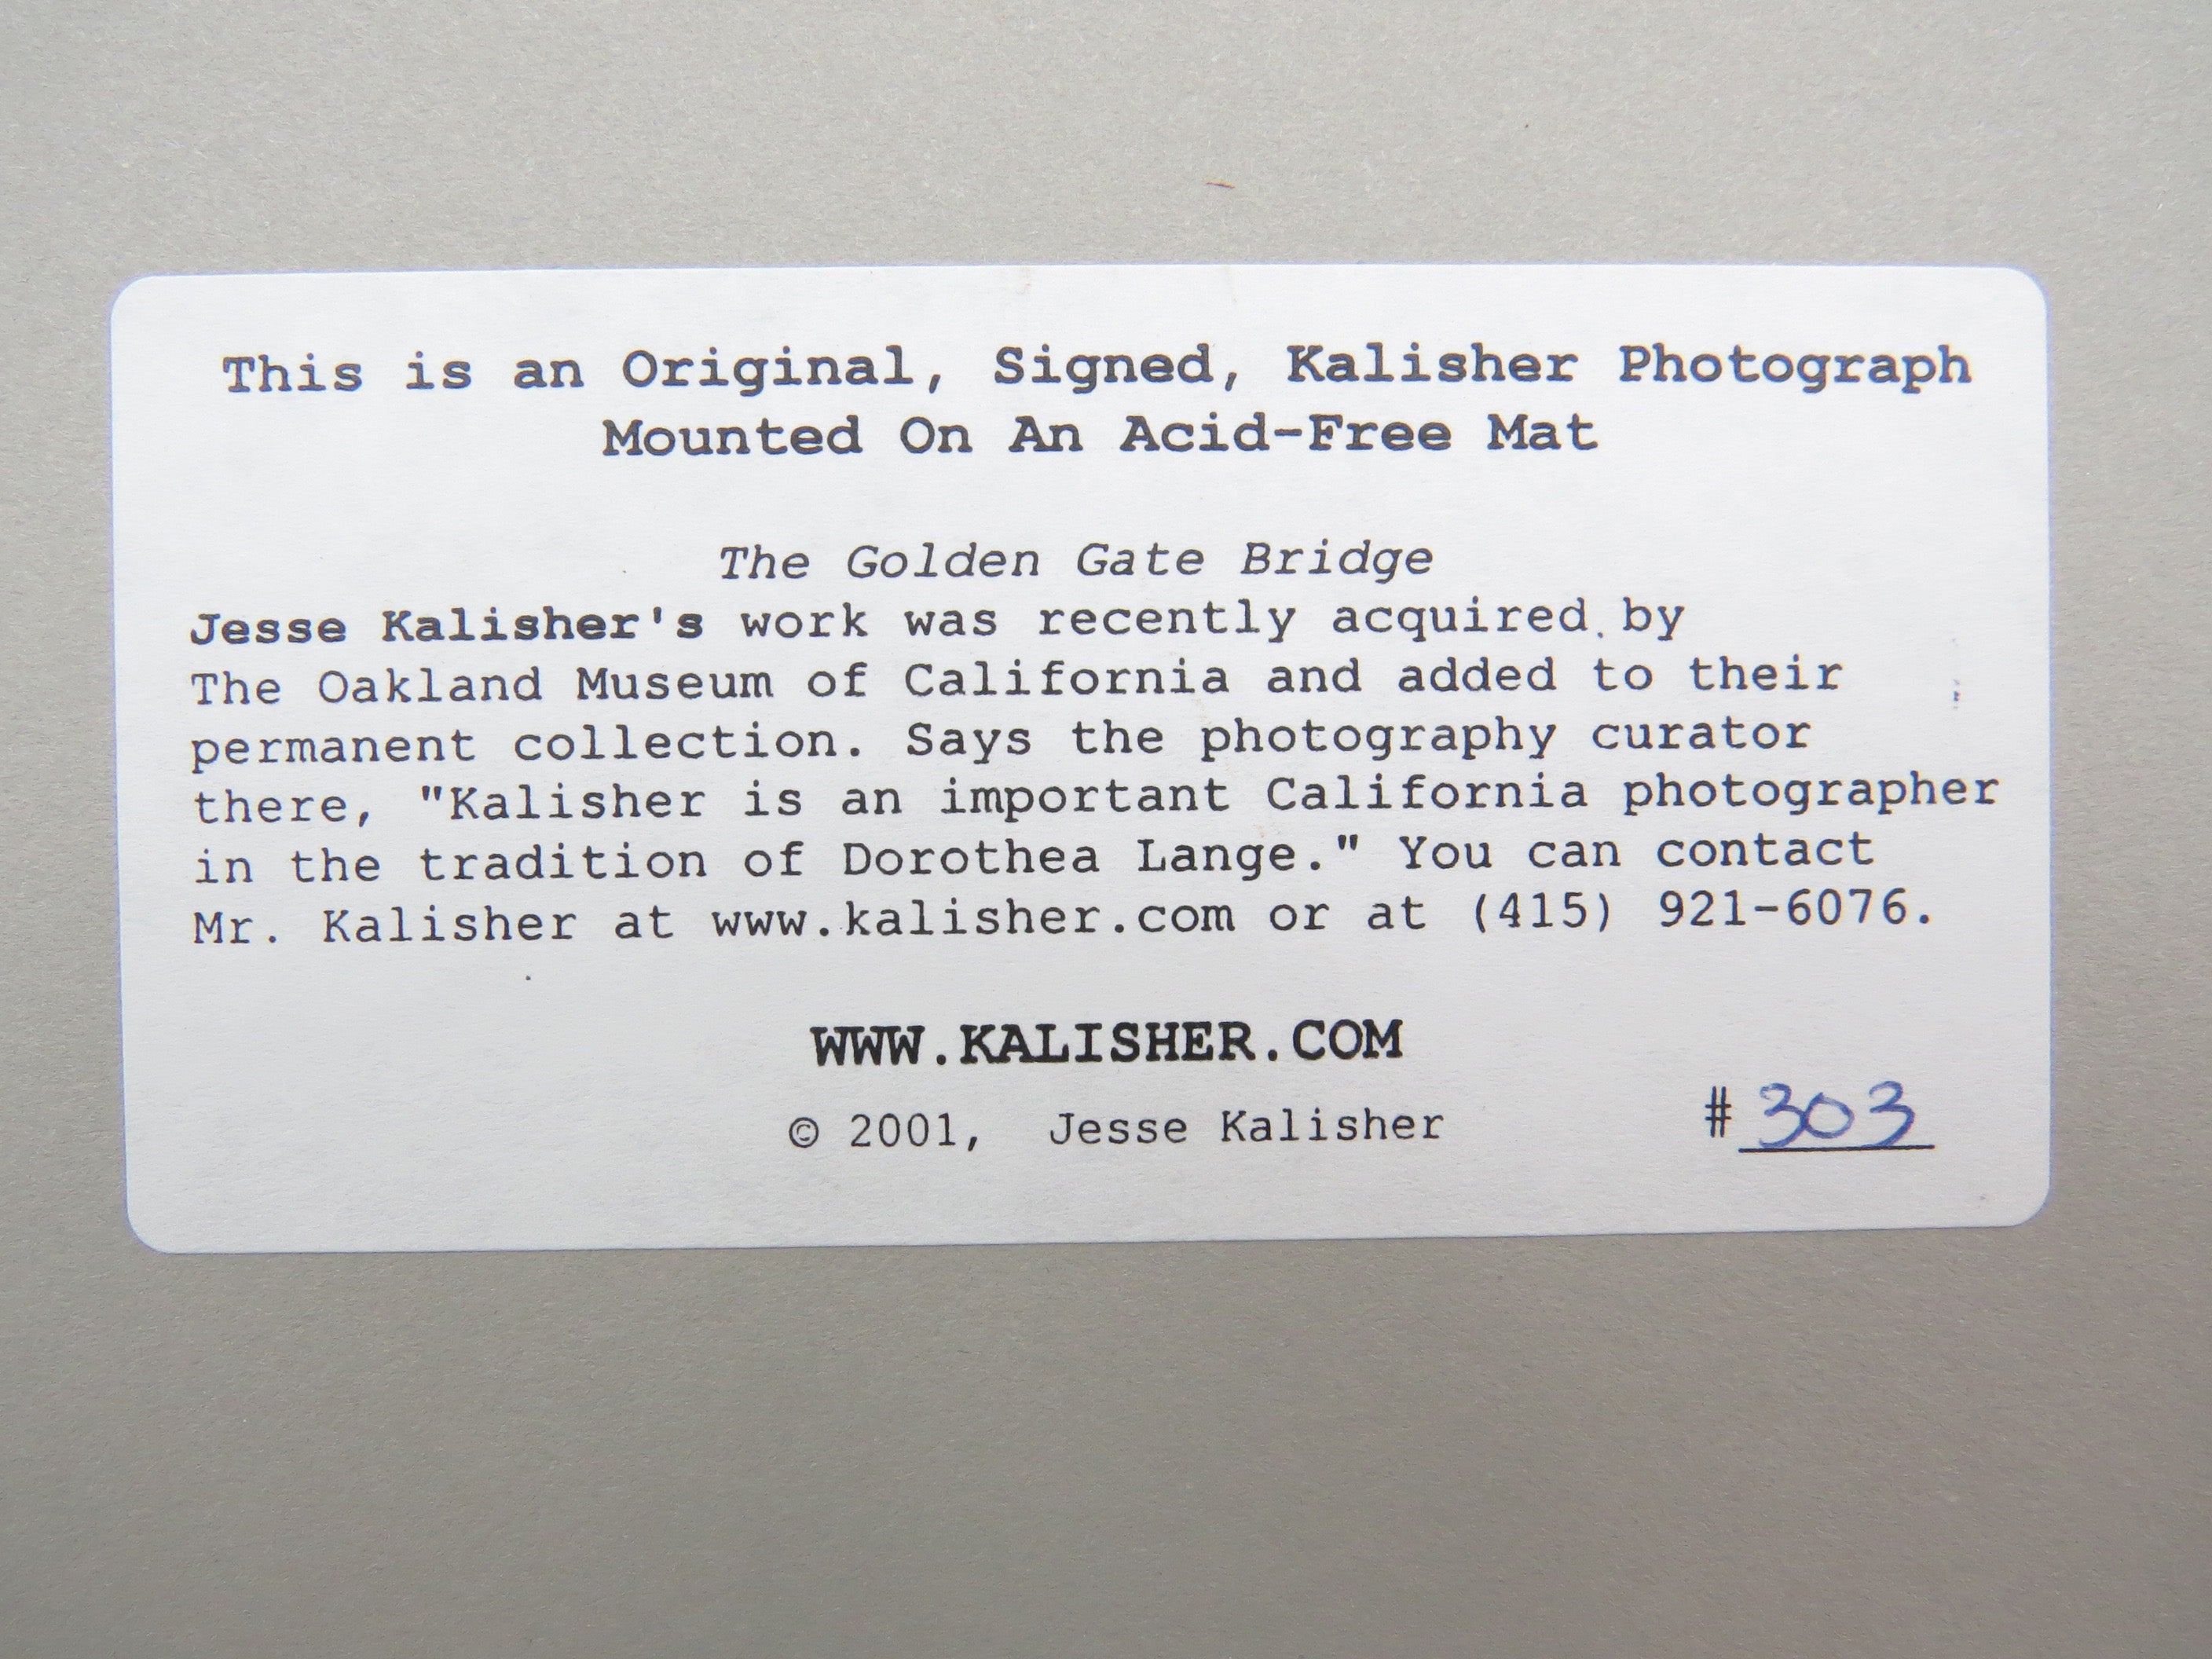 This is an Original, Signed, Kalisher Photograph
Mounted On An Acid-Free Mat
The Golden Gate Bridge
Jesse Kalisher's work was recently acquired by
The Oakland Museum of California and added to their
permanent collection. Says the photography curator
there, "Kalisher is an important California photographer
in the tradition of Dorothea Lange." You can contact
Mr. Kalisher at www.kalisher.com or at (415) 921-6076.
WWW.KALISHER.COM
© 2001, Jesse Kalisher
#303